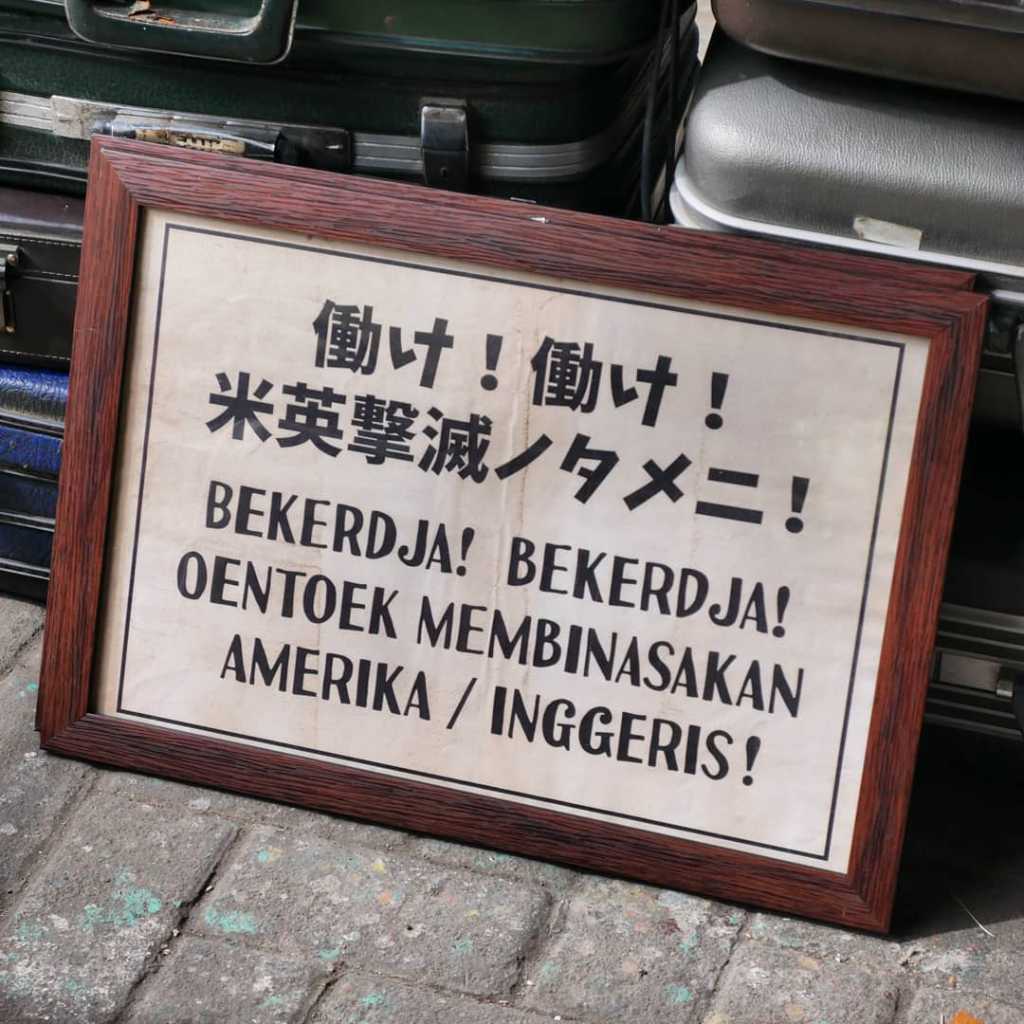 働け！働け！
米英撃滅ノタメニ！
BEKERDJA! BEKERDJA!
OENTOEK MEMBINASAKAN
AMERIKA / INGGERIS!